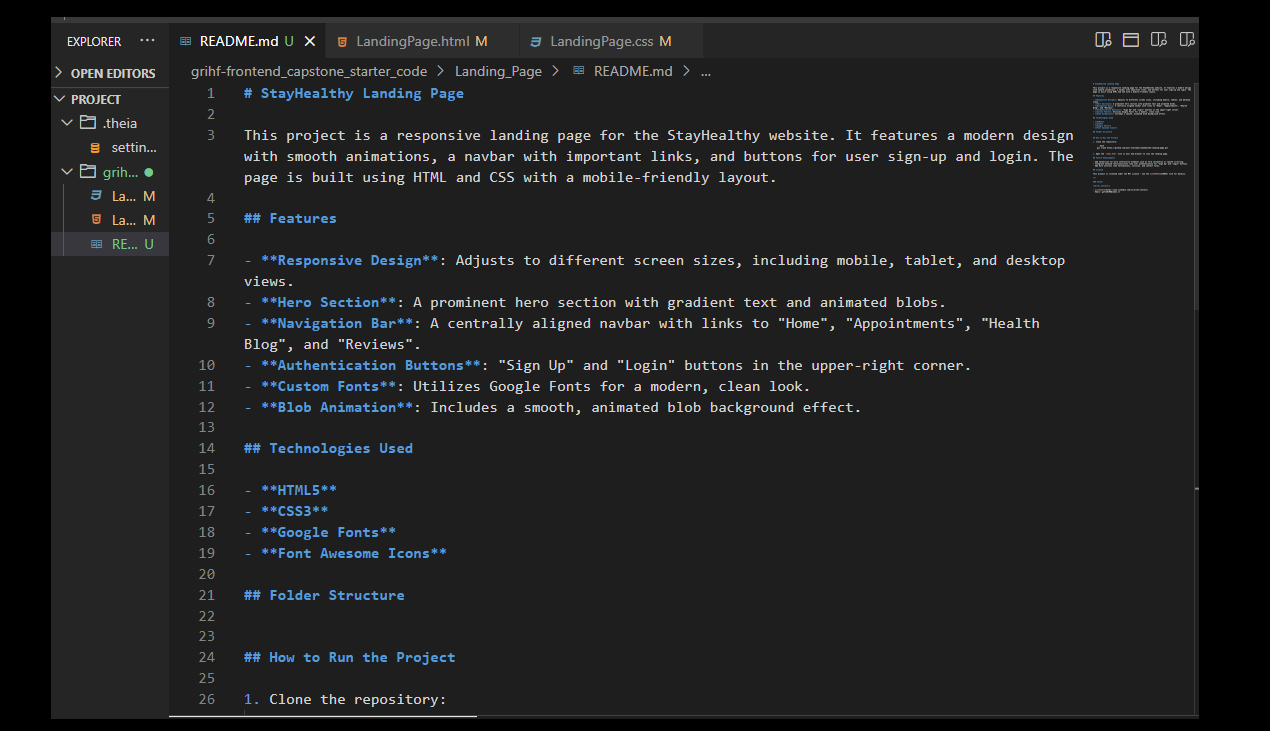 EXPLORER ···
README.md U ×
LandingPage.html M
LandingPage.css M
OPEN EDITORS
PROJECT
.theia
settin...
grih...
La... M
La... M
RE... U
grihf-frontend_capstone_starter_code > Landing_Page > README.md > ...
1 # StayHealthy Landing Page
2
3 This project is a responsive landing page for the StayHealthy website. It features a modern design
with smooth animations, a navbar with important links, and buttons for user sign-up and login. The
page is built using HTML and CSS with a mobile-friendly layout.
4
5 ## Features
6
7 - **Responsive Design**: Adjusts to different screen sizes, including mobile, tablet, and desktop
views.
8 - **Hero Section**: A prominent hero section with gradient text and animated blobs.
9 - **Navigation Bar**: A centrally aligned navbar with links to "Home", "Appointments", "Health
Blog", and "Reviews".
10 - **Authentication Buttons**: "Sign Up" and "Login" buttons in the upper-right corner.
11 - **Custom Fonts**: Utilizes Google Fonts for a modern, clean look.
12 - **Blob Animation**: Includes a smooth, animated blob background effect.
13
14 ## Technologies Used
15
16 - **HTML5**
17 - **CSS3**
18 - **Google Fonts**
19 - **Font Awesome Icons**
20
21 ## Folder Structure
22
23
24 ## How to Run the Project
25
26 1. Clone the repository: